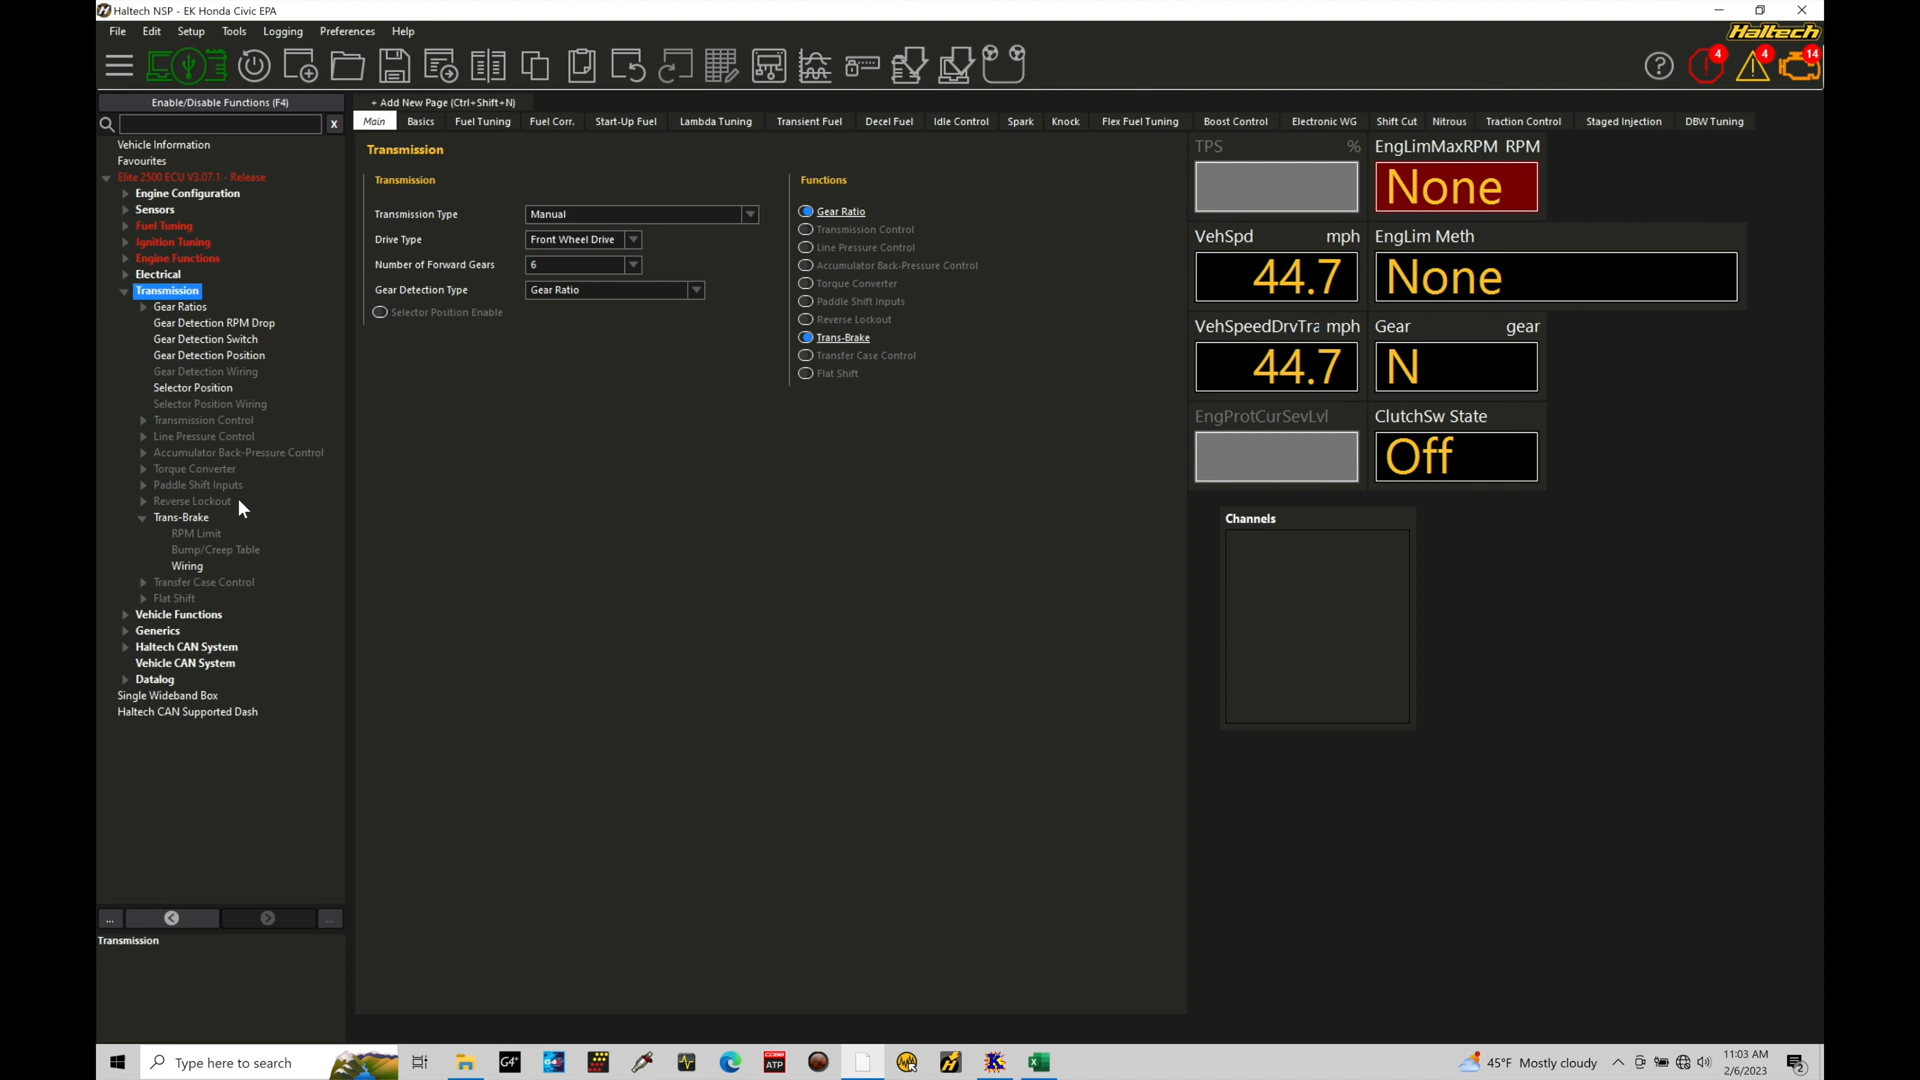 Haltech NSP - EK Honda Civic EPA
File Edit Setup Tools Logging Preferences Help
Haltech
4 4 14
Enable/Disable Functions (F4)
+ Add New Page (Ctrl+Shift+N)
X
Main Basics Fuel Tuning Fuel Corr. Start-Up Fuel Lambda Tuning Transient Fuel Decel Fuel Idle Control Spark Knock Flex Fuel Tuning Boost Control Electronic WG Shift Cut Nitrous Traction Control Staged Injection DBW Tuning
Vehicle Information
Favourites
Elite 2500 ECU V3.07.1 - Release
Engine Configuration
Sensors
Fuel Tuning
Ignition Tuning
Engine Functions
Electrical
Transmission
Gear Ratios
Gear Detection RPM Drop
Gear Detection Switch
Gear Detection Position
Gear Detection Wiring
Selector Position
Selector Position Wiring
Transmission Control
Line Pressure Control
Accumulator Back-Pressure Control
Torque Converter
Paddle Shift Inputs
Reverse Lockout
Trans-Brake
RPM Limit
Bump/Creep Table
Wiring
Transfer Case Control
Flat Shift
Vehicle Functions
Generics
Haltech CAN System
Vehicle CAN System
Datalog
Single Wideband Box
Haltech CAN Supported Dash
... ...
Transmission
Transmission
Transmission
Transmission Type Manual
Drive Type Front Wheel Drive
Number of Forward Gears 6
Gear Detection Type Gear Ratio
Selector Position Enable
Functions
Gear Ratio
Transmission Control
Line Pressure Control
Accumulator Back-Pressure Control
Torque Converter
Paddle Shift Inputs
Reverse Lockout
Trans-Brake
Transfer Case Control
Flat Shift
TPS % EngLimMaxRPM RPM
None
VehSpd mph EngLim Meth
44.7 None
VehSpeedDrvTra mph Gear gear
44.7 N
EngProtCurSevLvl ClutchSw State
Off
Channels
Type here to search
G4+ G4X COBB ATP
45°F Mostly cloudy
11:03 AM
2/6/2023
2